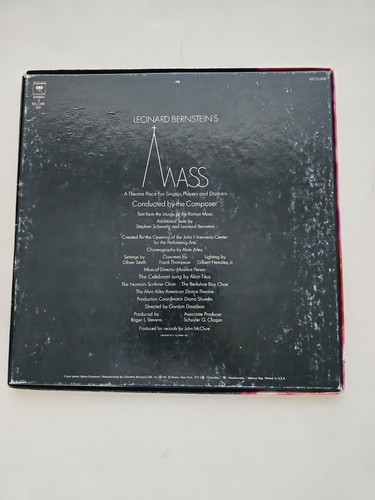 LEONARD BERNSTEIN'S
MASS
A Theatre Piece For Singers, Players and Dancers
Conducted by the Composer
Text from the Liturgy of the Roman Mass
Additional Texts by
Stephen Schwartz and Leonard Bernstein
Created for the Opening of the John F. Kennedy Center
for the Performing Arts
Choreography by Alvin Ailey
Settings by Costumes by Lighting by
Oliver Smith Frank Thompson Gilbert Hemsley, Jr.
Musical Director Maurice Peress
The Celebrant sung by Alan Titus
The Norman Scribner Choir The Berkshire Boy Choir
The Alvin Ailey American Dance Theatre
Production Coordinator Diana Shumlin
Directed by Gordon Davidson
Produced by Associate Producer
Roger L. Stevens Schuyler G. Chapin
Produced for records by John McClure